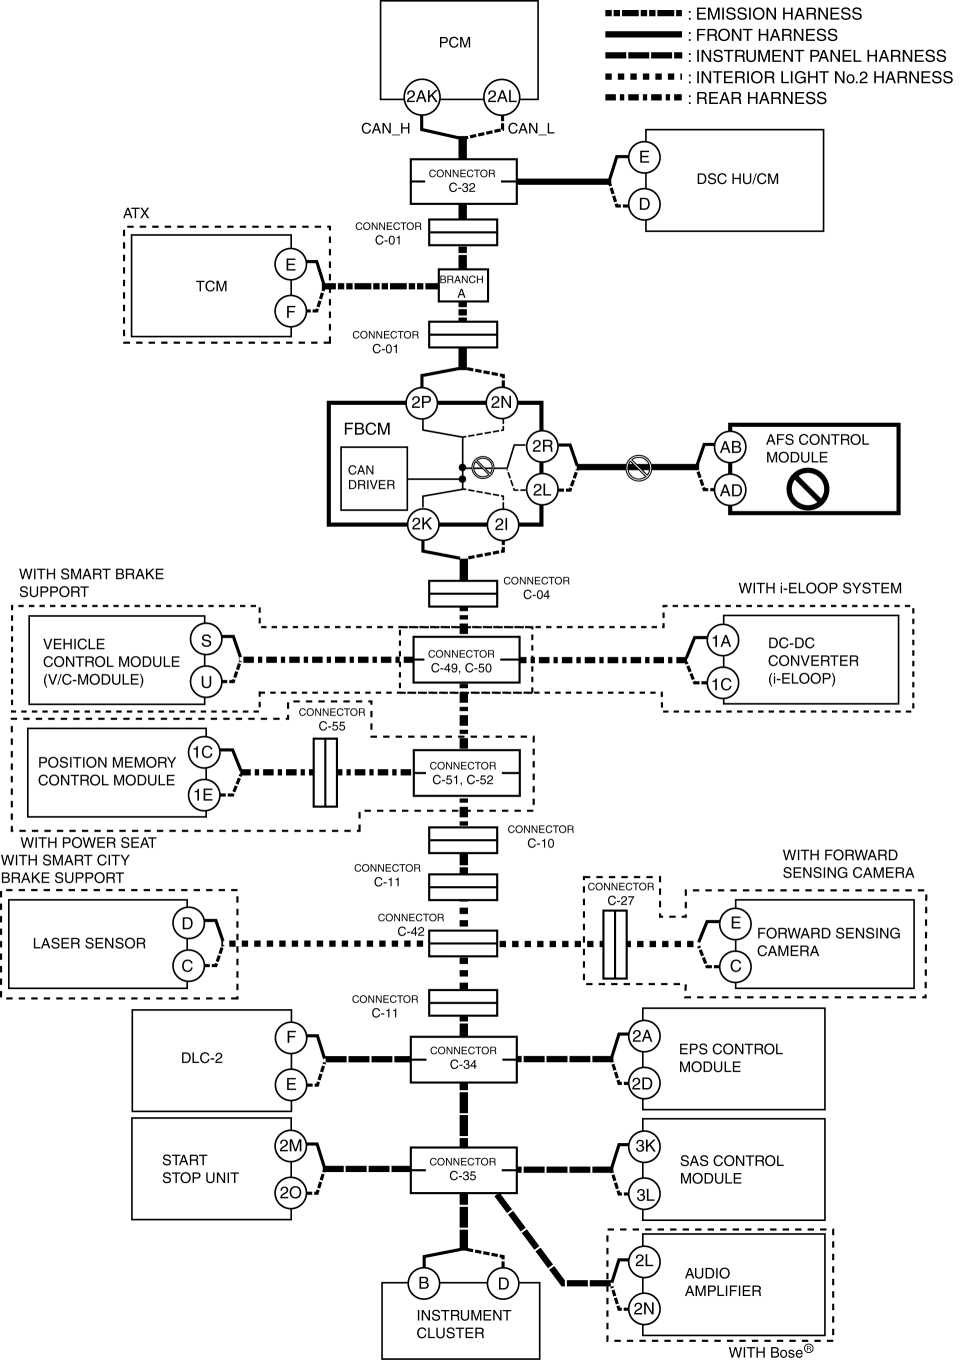 : EMISSION HARNESS
: FRONT HARNESS
: INSTRUMENT PANEL HARNESS
: INTERIOR LIGHT No.2 HARNESS
: REAR HARNESS
PCM
2AK
2AL
CAN_H
CAN_L
CONNECTOR
C-32
E
D
DSC HU/CM
ATX
CONNECTOR
C-01
TCM
E
F
BRANCH
A
CONNECTOR
C-01
2P
2N
FBCM
CAN
DRIVER
2R
2L
2K
2I
AB
AD
AFS CONTROL
MODULE
CONNECTOR
C-04
WITH SMART BRAKE
SUPPORT
VEHICLE
CONTROL MODULE
(V/C-MODULE)
S
U
CONNECTOR
C-49, C-50
WITH i-ELOOP SYSTEM
1A
1C
DC-DC
CONVERTER
(i-ELOOP)
CONNECTOR
C-55
POSITION MEMORY
CONTROL MODULE
1C
1E
CONNECTOR
C-51, C-52
WITH POWER SEAT
CONNECTOR
C-10
WITH SMART CITY
BRAKE SUPPORT
CONNECTOR
C-11
LASER SENSOR
D
C
CONNECTOR
C-42
WITH FORWARD
SENSING CAMERA
CONNECTOR
C-27
E
C
FORWARD SENSING
CAMERA
CONNECTOR
C-11
DLC-2
F
E
CONNECTOR
C-34
2A
2D
EPS CONTROL
MODULE
START
STOP UNIT
2M
2O
CONNECTOR
C-35
3K
3L
SAS CONTROL
MODULE
B
D
INSTRUMENT
CLUSTER
2L
2N
AUDIO
AMPLIFIER
WITH Bose®